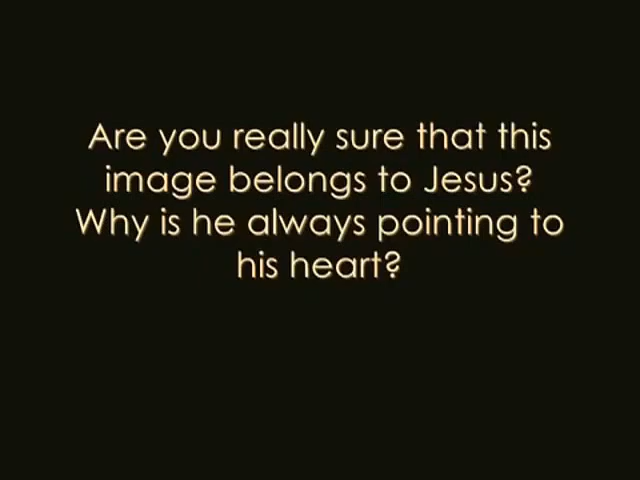 Are you really sure that this
image belongs to Jesus?
Why is he always pointing to
his heart?